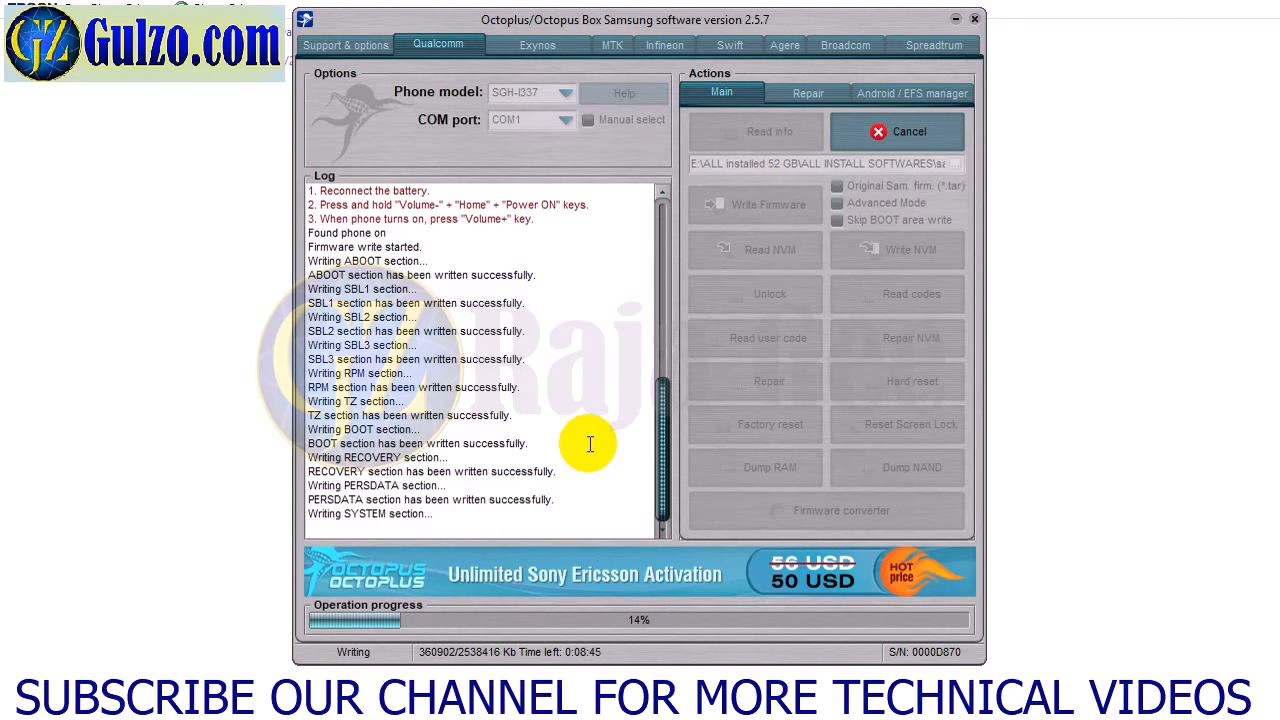 Gulzo.com
Octoplus/Octopus Box Samsung software version 2.5.7
Support & options
Qualcomm
Exynos
MTK
Infineon
Swift
Agere
Broadcom
Spreadtrum
Options
Phone model:
SGH-I337
Help
COM port:
COM1
Manual select
Log
1. Reconnect the battery.
2. Press and hold "Volume-" + "Home" + "Power ON" keys.
3. When phone turns on, press "Volume+" key.
Found phone on
Firmware write started.
Writing ABOOT section...
ABOOT section has been written successfully.
Writing SBL1 section...
SBL1 section has been written successfully.
Writing SBL2 section...
SBL2 section has been written successfully.
Writing SBL3 section...
SBL3 section has been written successfully.
Writing RPM section...
RPM section has been written successfully.
Writing TZ section...
TZ section has been written successfully.
Writing BOOT section...
BOOT section has been written successfully.
Writing RECOVERY section...
RECOVERY section has been written successfully.
Writing PERSDATA section...
PERSDATA section has been written successfully.
Writing SYSTEM section...
Actions
Main
Repair
Android / EFS manager
Read info
Cancel
E:\ALL installed 52 GB\ALL INSTALL SOFTWARES\sa
Write Firmware
Original Sam. firm. (*.tar)
Advanced Mode
Skip BOOT area write
Read NVM
Write NVM
Unlock
Read codes
Read user code
Repair NVM
Repair
Hard reset
Factory reset
Reset Screen Lock
Dump RAM
Dump NAND
Firmware converter
OCTOPUS
OCTOPLUS
Unlimited Sony Ericsson Activation
56 USD
50 USD
HOT
price
Operation progress
14%
Writing
360902/2538416 Kb Time left: 0:08:45
S/N: 0000D870
SUBSCRIBE OUR CHANNEL FOR MORE TECHNICAL VIDEOS